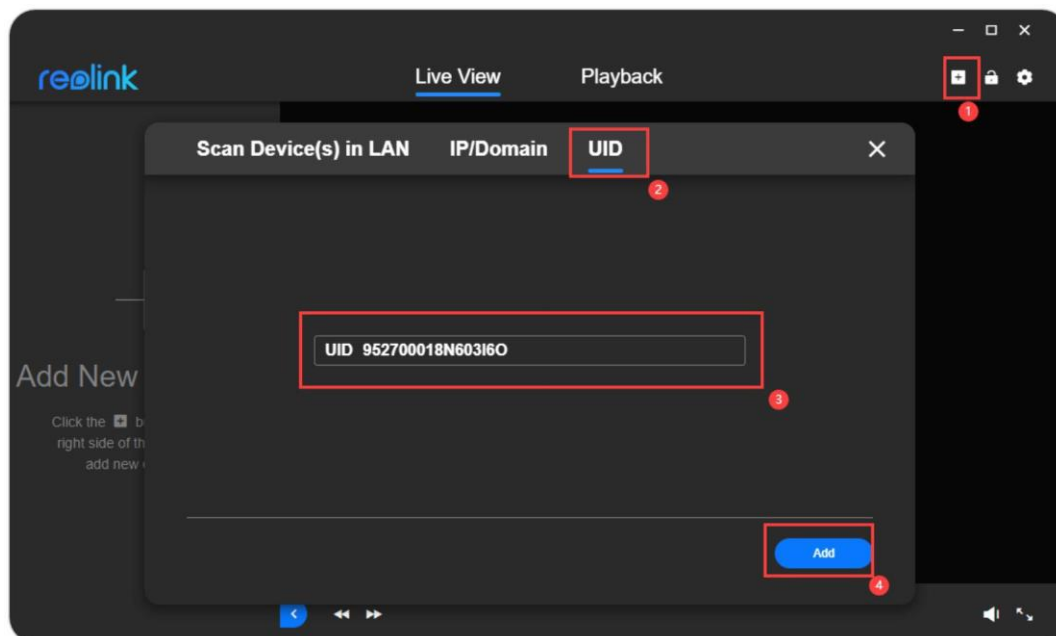 reolink
Live View
Playback
1
Scan Device(s) in LAN
IP/Domain
UID
2
UID 952700018N603I6O
3
Add New
Click the
right side of th
add new
Add
4